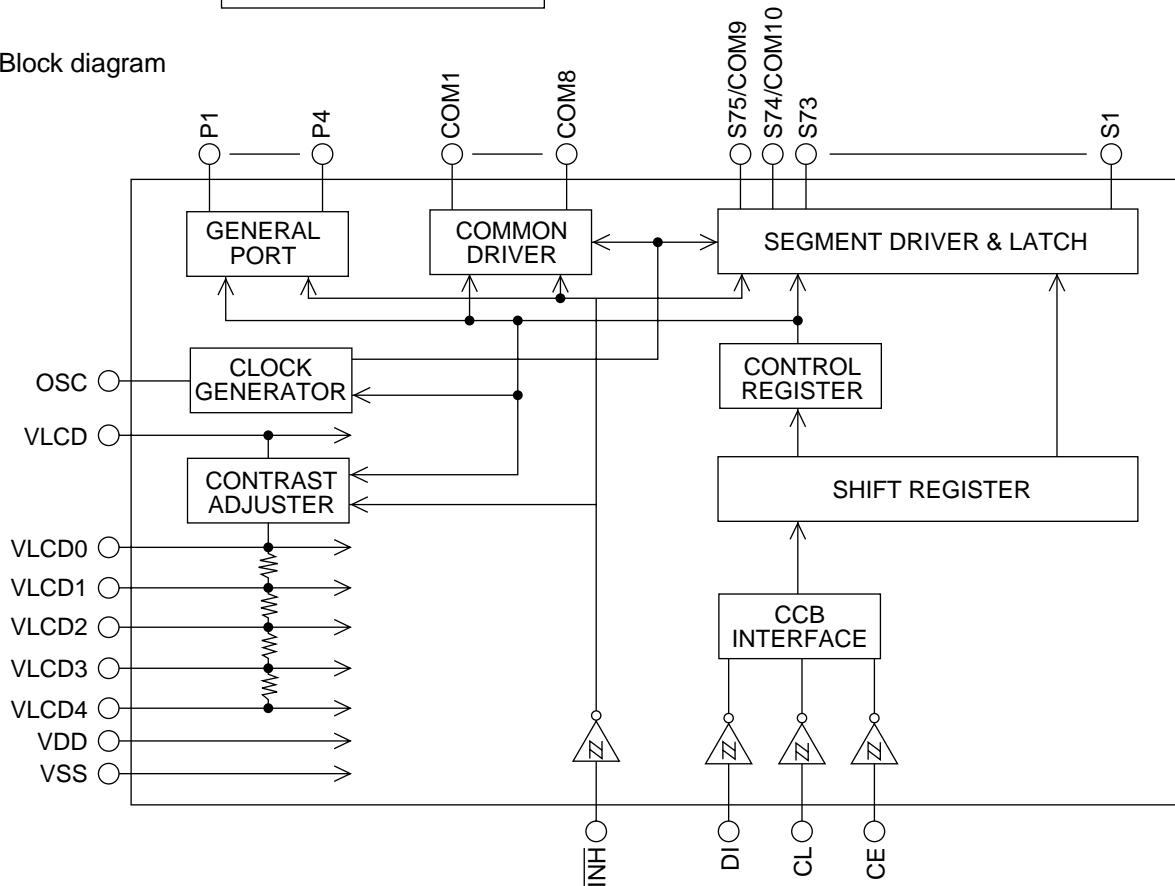 Block diagram
P1
P4
COM1
COM8
S75/COM9
S74/COM10
S73
S1
GENERAL
PORT
COMMON
DRIVER
SEGMENT DRIVER & LATCH
OSC
CLOCK
GENERATOR
CONTROL
REGISTER
VLCD
CONTRAST
ADJUSTER
SHIFT REGISTER
VLCD0
VLCD1
VLCD2
VLCD3
VLCD4
VDD
VSS
CCB
INTERFACE
INH
DI
CL
CE